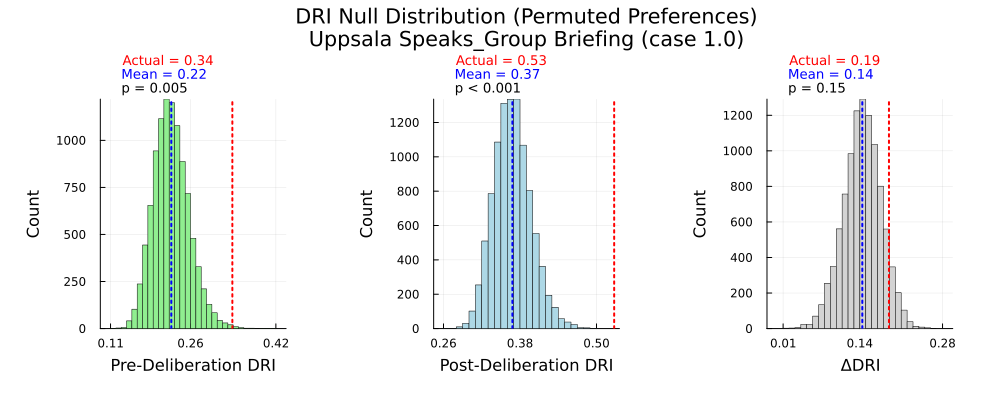 DRI Null Distribution (Permuted Preferences)
Uppsala Speaks_Group Briefing (case 1.0)
Actual = 0.34
Mean = 0.22
p = 0.005
Count
1000
750
500
250
0
0.11
0.26
0.42
Pre-Deliberation DRI
Actual = 0.53
Mean = 0.37
p < 0.001
Count
1200
1000
800
600
400
200
0
0.26
0.38
0.50
Post-Deliberation DRI
Actual = 0.19
Mean = 0.14
p = 0.15
Count
1200
1000
800
600
400
200
0
0.01
0.14
0.28
ΔDRI